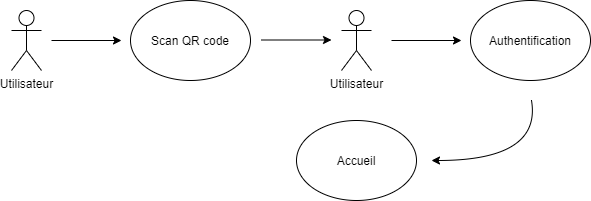 Utilisateur
Scan QR code
Utilisateur
Authentification
Accueil